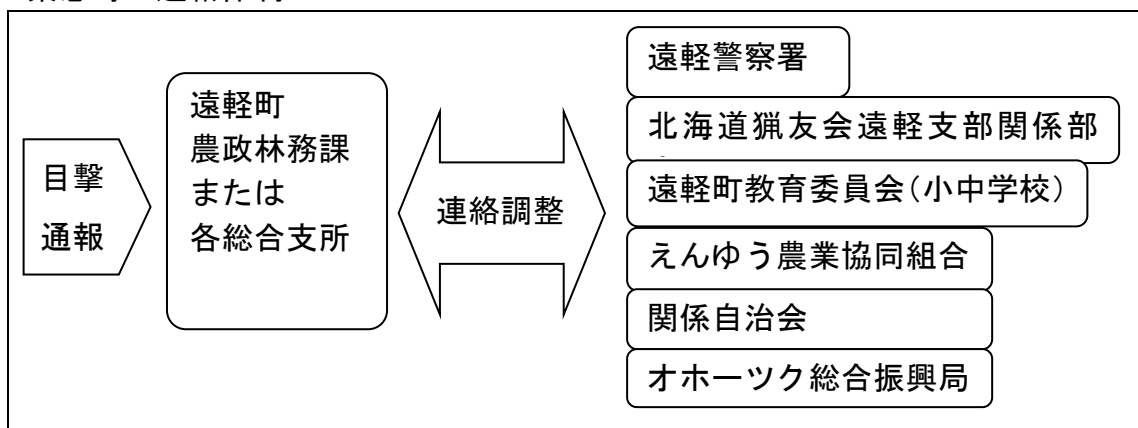 目撃
通報
遠軽町
農政林務課
または
各総合支所
連絡調整
遠軽警察署
北海道猟友会遠軽支部関係部
遠軽町教育委員会（小中学校）
えんゆう農業協同組合
関係自治会
オホーツク総合振興局